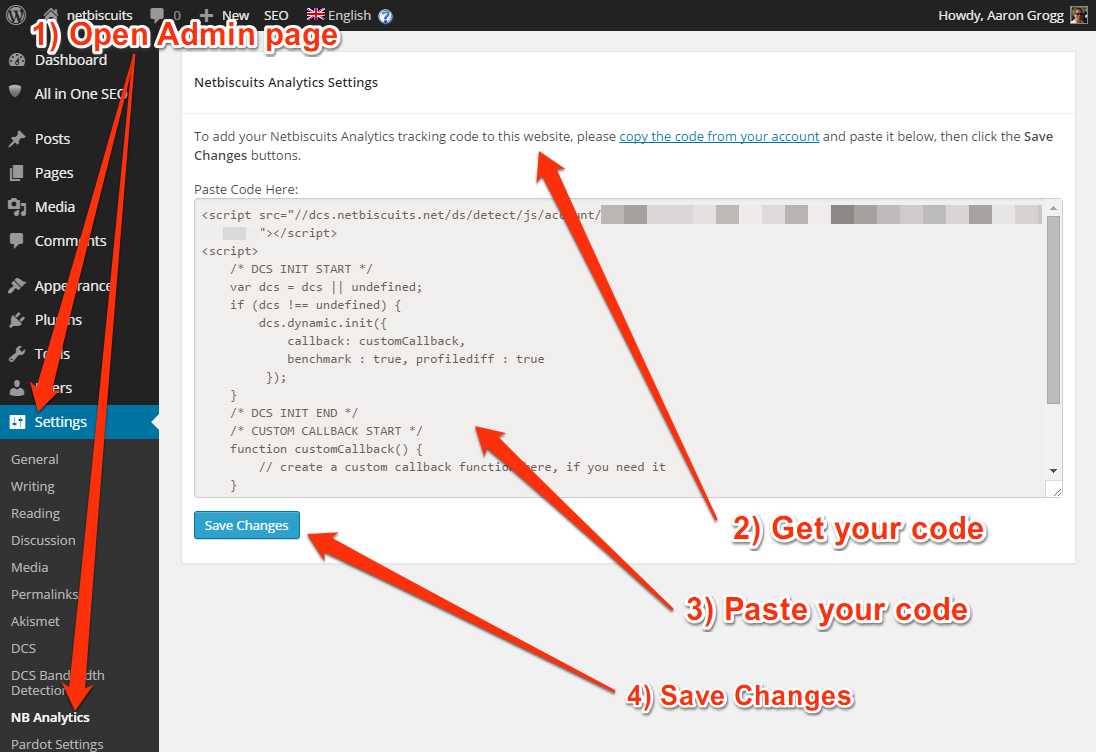 netbiscuits 0 New SEO English Howdy, Aaron Grogg
1) Open Admin page
Dashboard
All in One SEO
Posts
Pages
Media
Comments
Appearance
Plugins
Tools
Users
Settings
General
Writing
Reading
Discussion
Media
Permalinks
Akismet
DCS
DCS Bandwidth
Detection
NB Analytics
Pardot Settings
Netbiscuits Analytics Settings
To add your Netbiscuits Analytics tracking code to this website, please copy the code from your account and paste it below, then click the Save
Changes buttons.
Paste Code Here:
<script src="//dcs.netbiscuits.net/ds/detect/js/account/
"></script>
<script>
/* DCS INIT START */
var dcs = dcs || undefined;
if (dcs !== undefined) {
dcs.dynamic.init({
callback: customCallback,
benchmark : true, profilediff : true
});
}
/* DCS INIT END */
/* CUSTOM CALLBACK START */
function customCallback() {
// create a custom callback function here, if you need it
}
Save Changes
2) Get your code
3) Paste your code
4) Save Changes